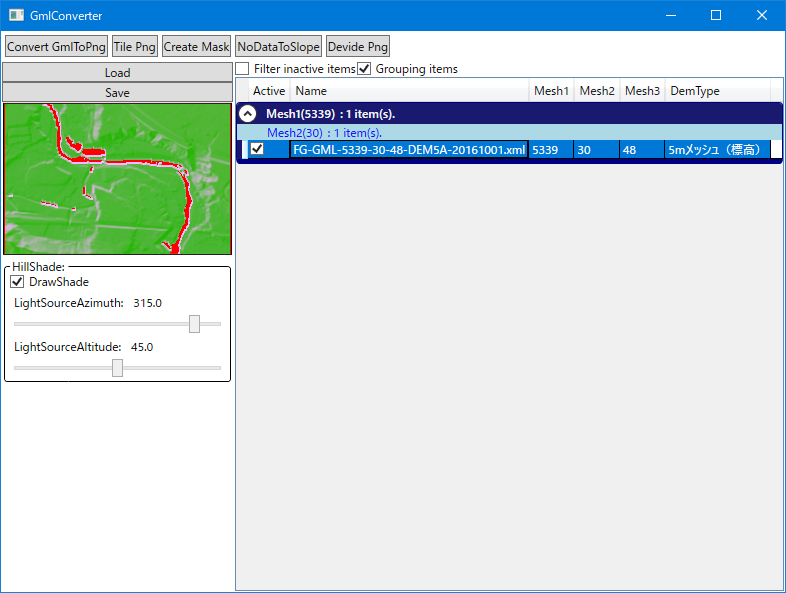 GmlConverter
Convert GmlToPng Tile Png Create Mask NoDataToSlope Devide Png
Load
Save
HillShade:
DrawShade
LightSourceAzimuth: 315.0
LightSourceAltitude: 45.0
Filter inactive items Grouping items
Active Name Mesh1 Mesh2 Mesh3 DemType
Mesh1(5339) : 1 item(s).
Mesh2(30) : 1 item(s).
FG-GML-5339-30-48-DEM5A-20161001.xml 5339 30 48 5mメッシュ（標高）